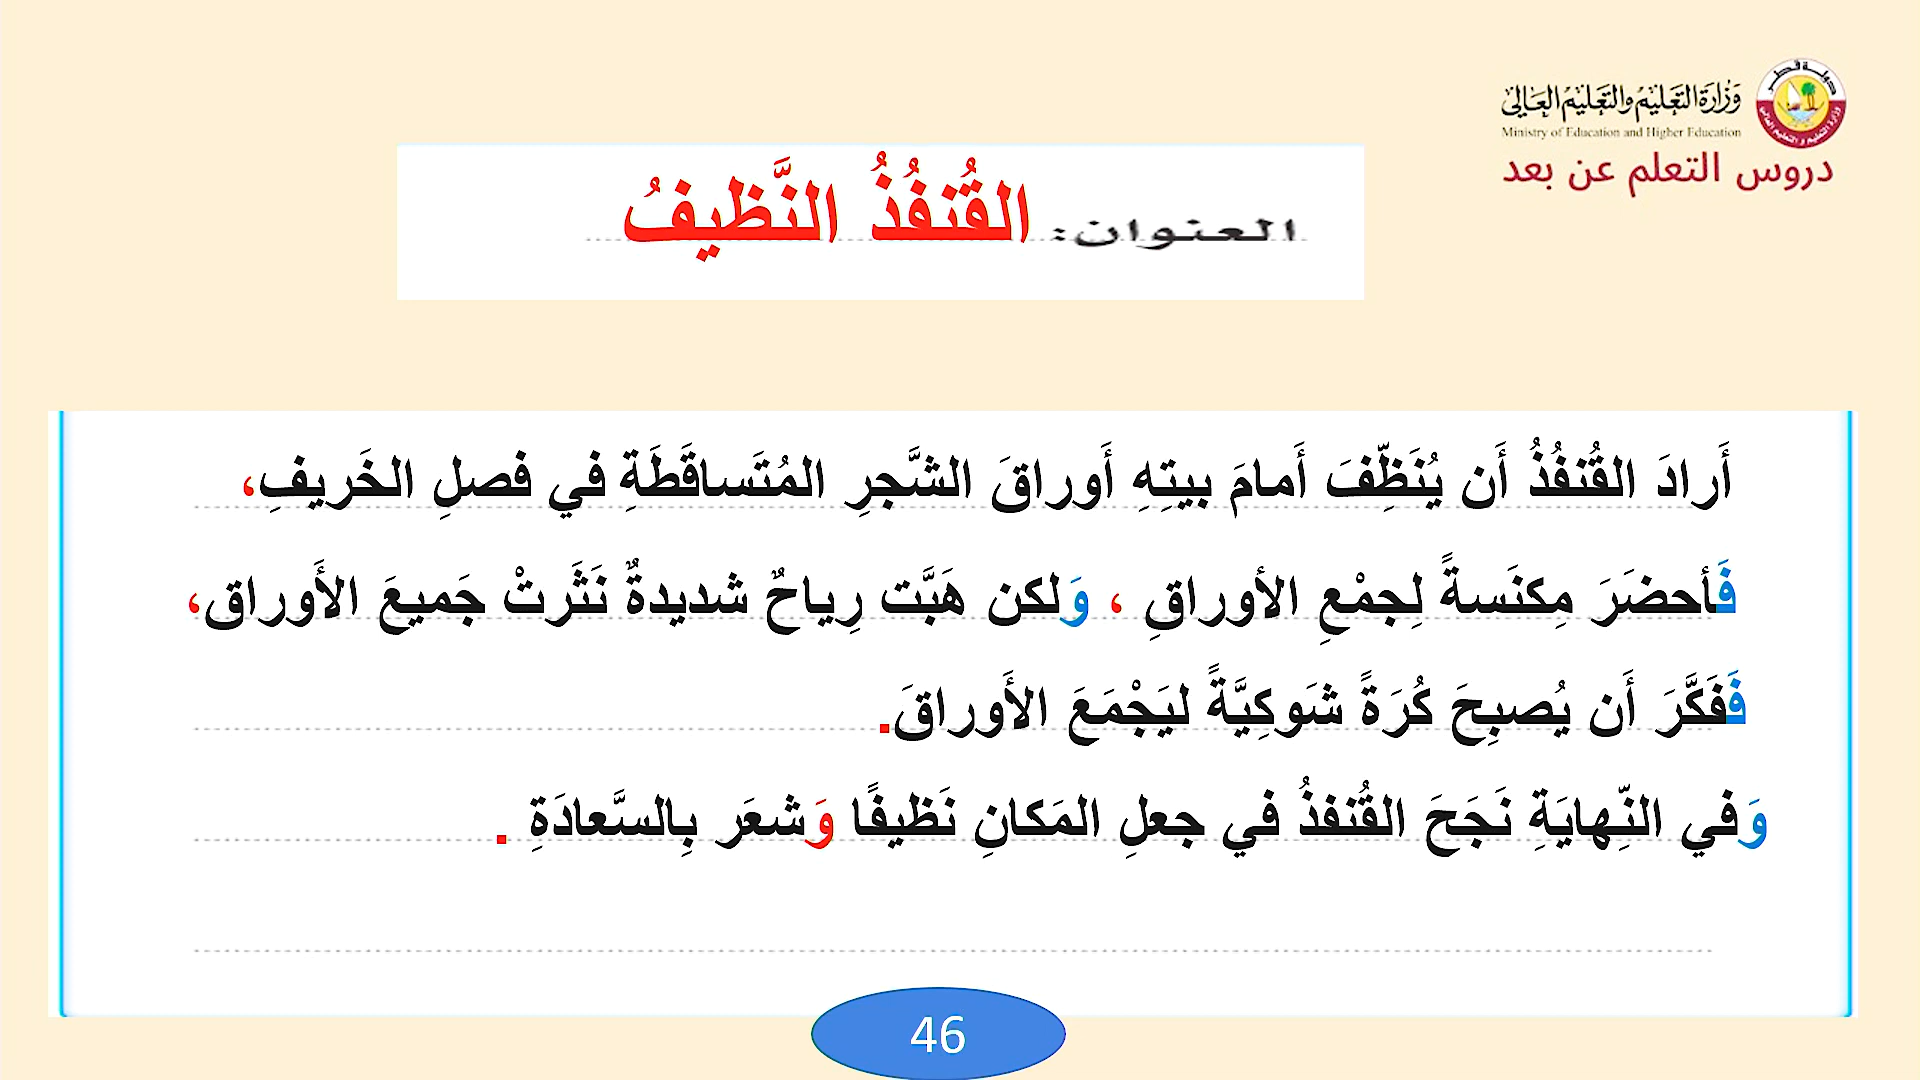 وزارة التعليم والتعليم العالي
Ministry of Education and Higher Education
دروس التعلم عن بعد
العنوان: القُنفُذُ النَّظيفُ
أَرادَ القُنفُذُ أَن يُنَظِّفَ أَمامَ بيتِهِ أَوراقَ الشَّجرِ المُتَساقَطَةِ في فصلِ الخَريفِ،
فَأحضَرَ مِكنَسةً لِجمْعِ الأوراقِ ، وَلكن هَبَّت رِياحٌ شديدةٌ نَثَرتْ جَميعَ الأَوراق،
فَفَكَّرَ أَن يُصبِحَ كُرَةً شَوكِيَّةً ليَجْمَعَ الأَوراقَ.
وَفي النِّهايَةِ نَجَحَ القُنفذُ في جعلِ المَكانِ نَظيفًا وَشعَر بِالسَّعادَةِ .
46